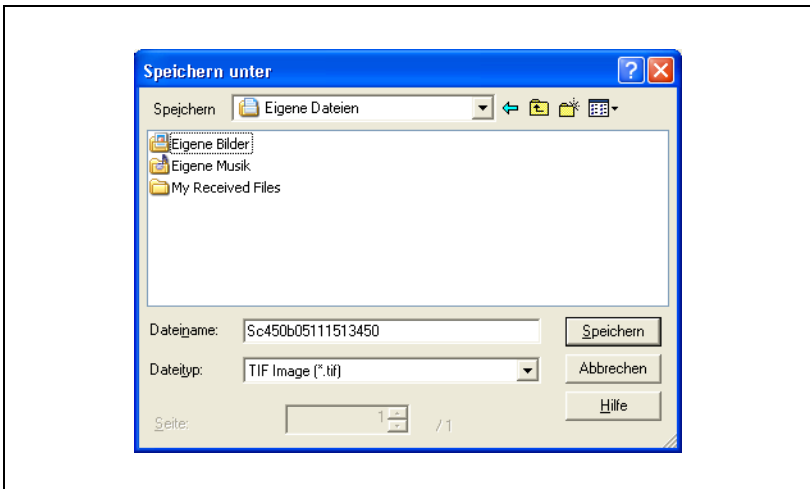 Speichern unter
Speichern Eigene Dateien
Eigene Bilder
Eigene Musik
My Received Files
Dateiname: Sc450b05111513450 Speichern
Dateityp: TIF Image (*.tif) Abbrechen
Hilfe
Seite: 1 / 1